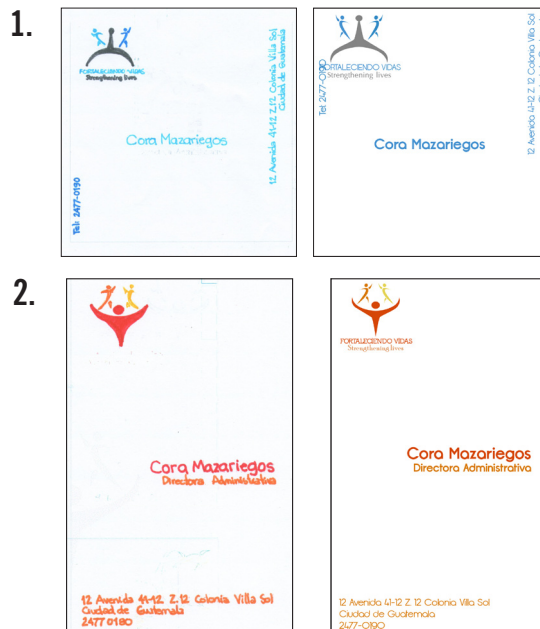 1.
FORTALECIENDO VIDAS
Strengthening lives
Cora Mazariegos
12 Avenida 41-12 Z.12 Colonia Villa Sol
Ciudad de Guatemala
Tel: 2477-0190
FORTALECIENDO VIDAS
Strengthening lives
Tel: 2477-0190
Cora Mazariegos
12 Avenida 41-12 Z. 12 Colonia Villa Sol
2.
Cora Mazariegos
Directora Administrativa
12 Avenida 41-12 Z.12 Colonia Villa Sol
Ciudad de Guatemala
2477 0180
FORTALECIENDO VIDAS
Strengthening lives
Cora Mazariegos
Directora Administrativa
12 Avenida 41-12 Z. 12 Colonia Villa Sol
Ciudad de Guatemala
2477-0190